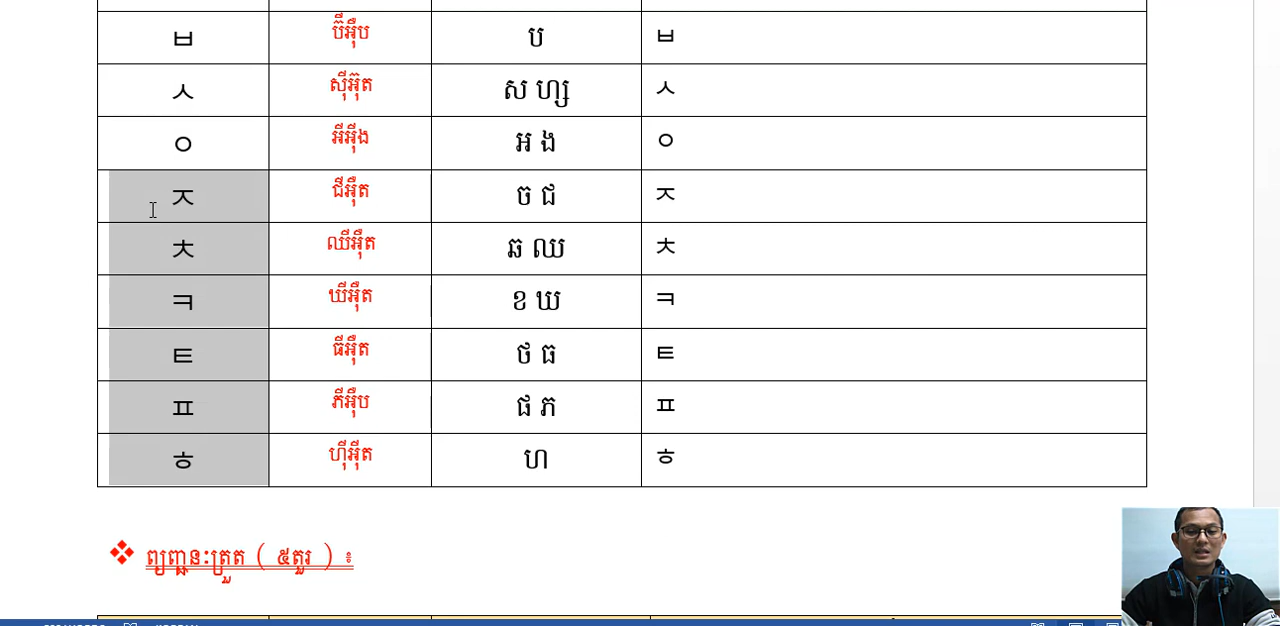 ㅂ ប៊ីអ៊ុប ប ㅂ
ㅅ ស៊ីអ៊ុត ស ហ្ស ㅅ
ㅇ អីអ៊ុីង អ ង ㅇ
ㅈ ជីអ៊ុត ច ជ ㅈ
ㅊ ឈីអ៊ុត ឆ ឈ ㅊ
ㅋ ឃីអ៊ុត ខ ឃ ㅋ
ㅌ ធីអ៊ុត ថ ធ ㅌ
ㅍ ភីអ៊ុប ផ ភ ㅍ
ㅎ ហ៊ីអ៊ុីត ហ ㅎ
❖ ព្យញ្ជនៈត្រួត ( ៥តួរ ) ៖